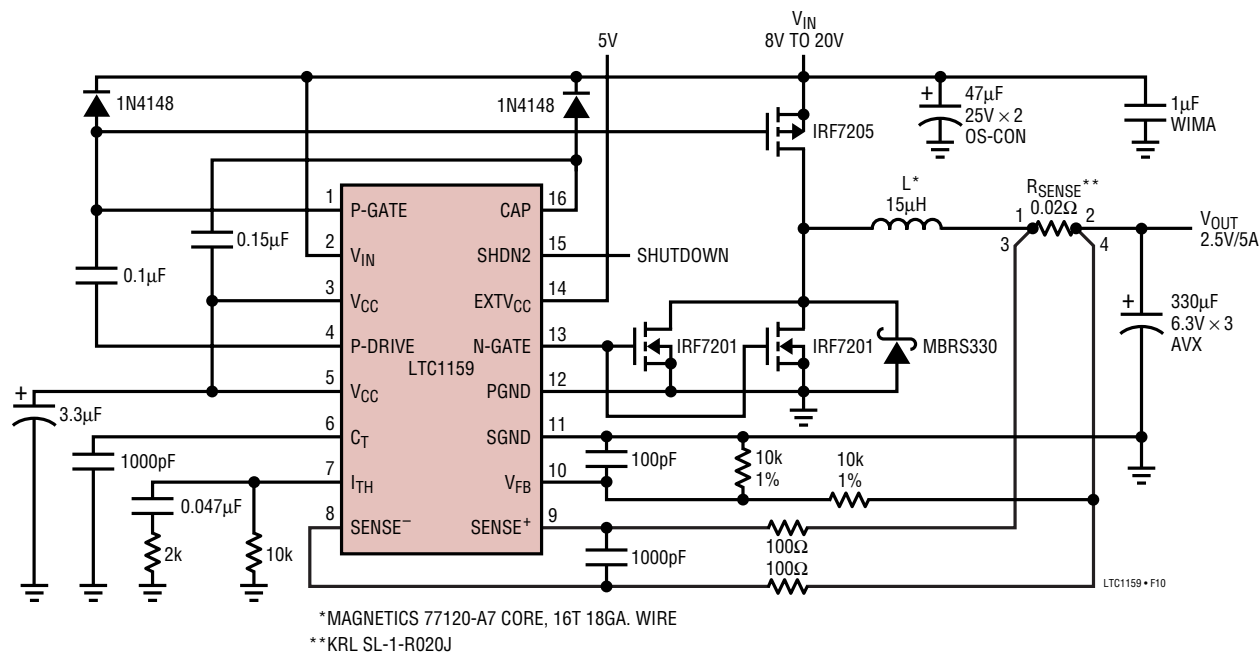 V_IN
8V TO 20V
5V
1N4148
1N4148
+
47µF
25V × 2
OS-CON
1µF
WIMA
IRF7205
L*
15µH
R_SENSE**
0.02Ω
1
2
3
4
V_OUT
2.5V/5A
0.15µF
0.1µF
1
P-GATE
CAP
16
2
V_IN
SHDN2
15
SHUTDOWN
3
V_CC
EXTV_CC
14
4
P-DRIVE
N-GATE
13
LTC1159
5
V_CC
PGND
12
6
C_T
SGND
11
7
I_TH
V_FB
10
8
SENSE⁻
SENSE⁺
9
IRF7201
IRF7201
MBRS330
+
330µF
6.3V × 3
AVX
+
3.3µF
1000pF
0.047µF
2k
10k
100pF
10k
1%
10k
1%
1000pF
100Ω
100Ω
LTC1159 • F10
*MAGNETICS 77120-A7 CORE, 16T 18GA. WIRE
**KRL SL-1-R020J